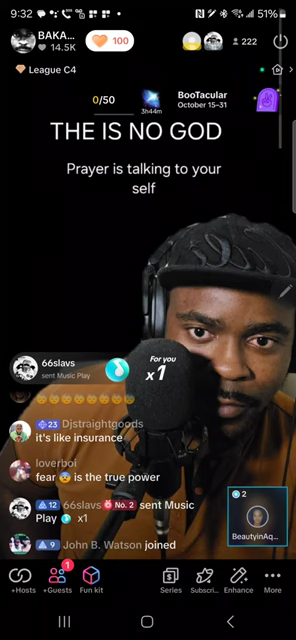 9:32
51%
BAKA...
14.5K
100
222
League C4
0/50
3h44m
BooTacular
October 15–31
THE IS NO GOD
Prayer is talking to your
self
66slavs
sent Music Play
For you
x1
23 Djstraightgoods
it's like insurance
loverboi
fear 😨 is the true power
12 66slavs No. 2 sent Music
Play x1
9 John B. Watson joined
2
BeautyinAq...
+Hosts
1
+Guests
Fun kit
Series
Subscri...
Enhance
More